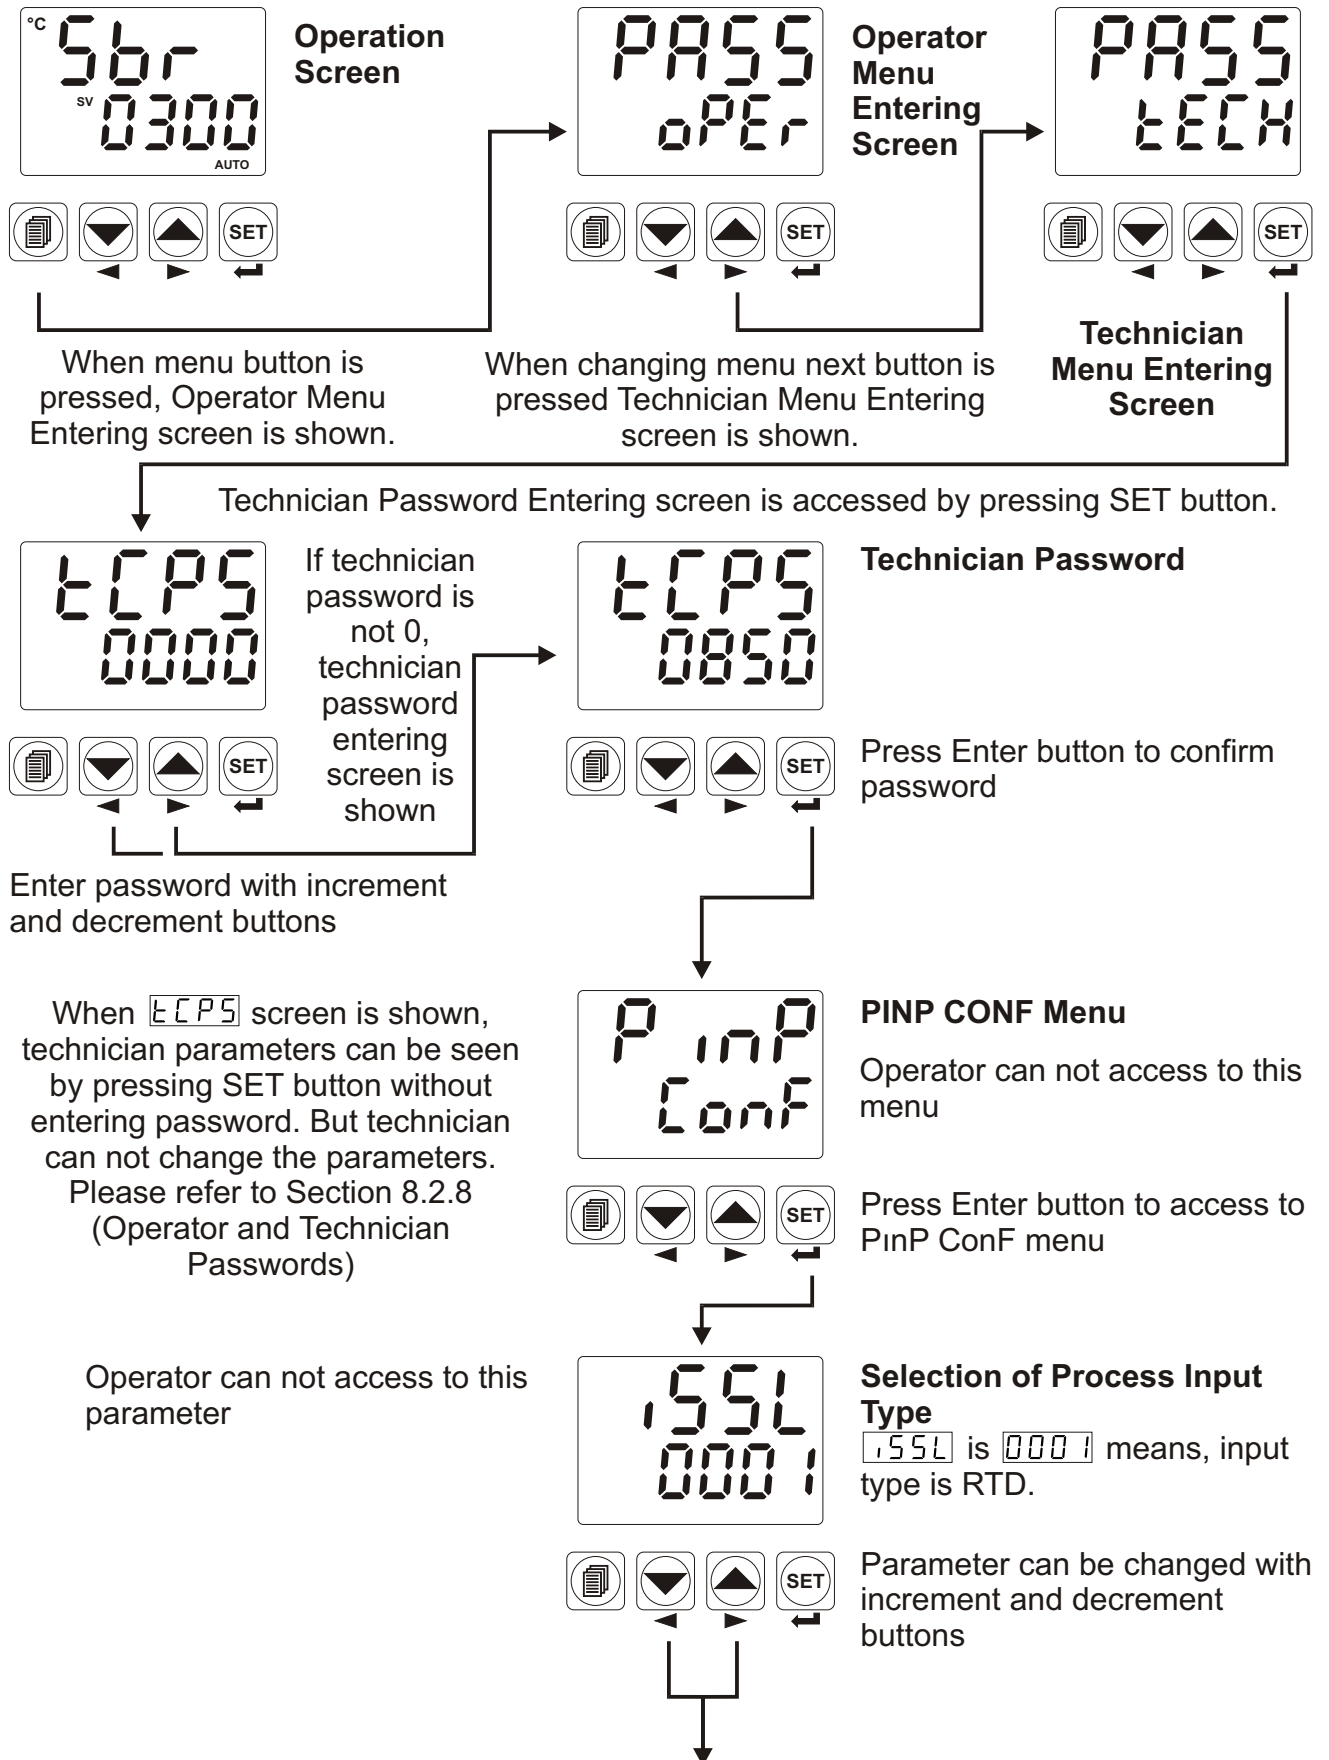 °C
Sbr
SV 0300
AUTO
Operation
Screen
PASS
oPEr
Operator
Menu
Entering
Screen
PASS
tECH
SET
SET
SET
When menu button is
pressed, Operator Menu
Entering screen is shown.
When changing menu next button is
pressed Technician Menu Entering
screen is shown.
Technician
Menu Entering
Screen
Technician Password Entering screen is accessed by pressing SET button.
tCPS
0000
If technician
password is
not 0,
technician
password
entering
screen is
shown
tCPS
0850
Technician Password
SET
SET
Press Enter button to confirm
password
Enter password with increment
and decrement buttons
When tCPS screen is shown,
technician parameters can be seen
by pressing SET button without
entering password. But technician
can not change the parameters.
Please refer to Section 8.2.8
(Operator and Technician
Passwords)
PınP
ConF
PINP CONF Menu
Operator can not access to this
menu
SET
Press Enter button to access to
PınP ConF menu
Operator can not access to this
parameter
ıSSL
0001
Selection of Process Input
Type
ıSSL is 0001 means, input
type is RTD.
SET
Parameter can be changed with
increment and decrement
buttons